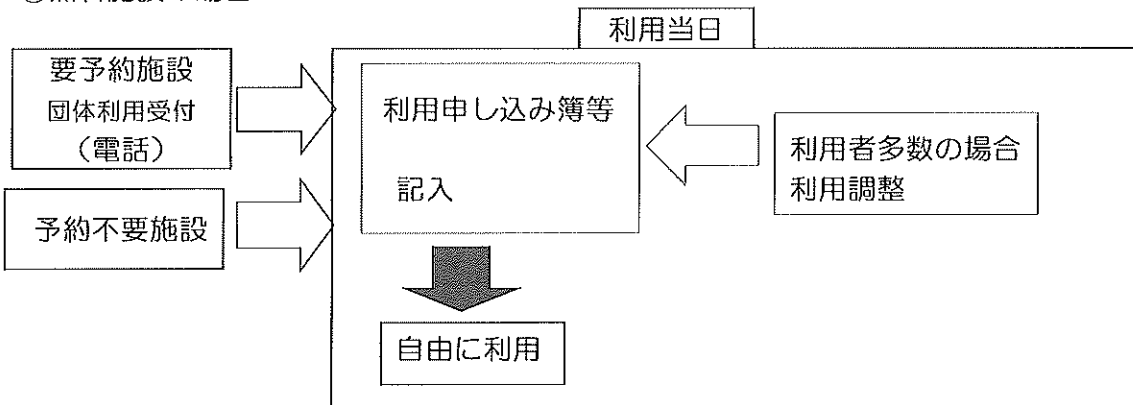 利用当日
要予約施設
団体利用受付
（電話）
利用申し込み簿等
記入
利用者多数の場合
利用調整
予約不要施設
自由に利用